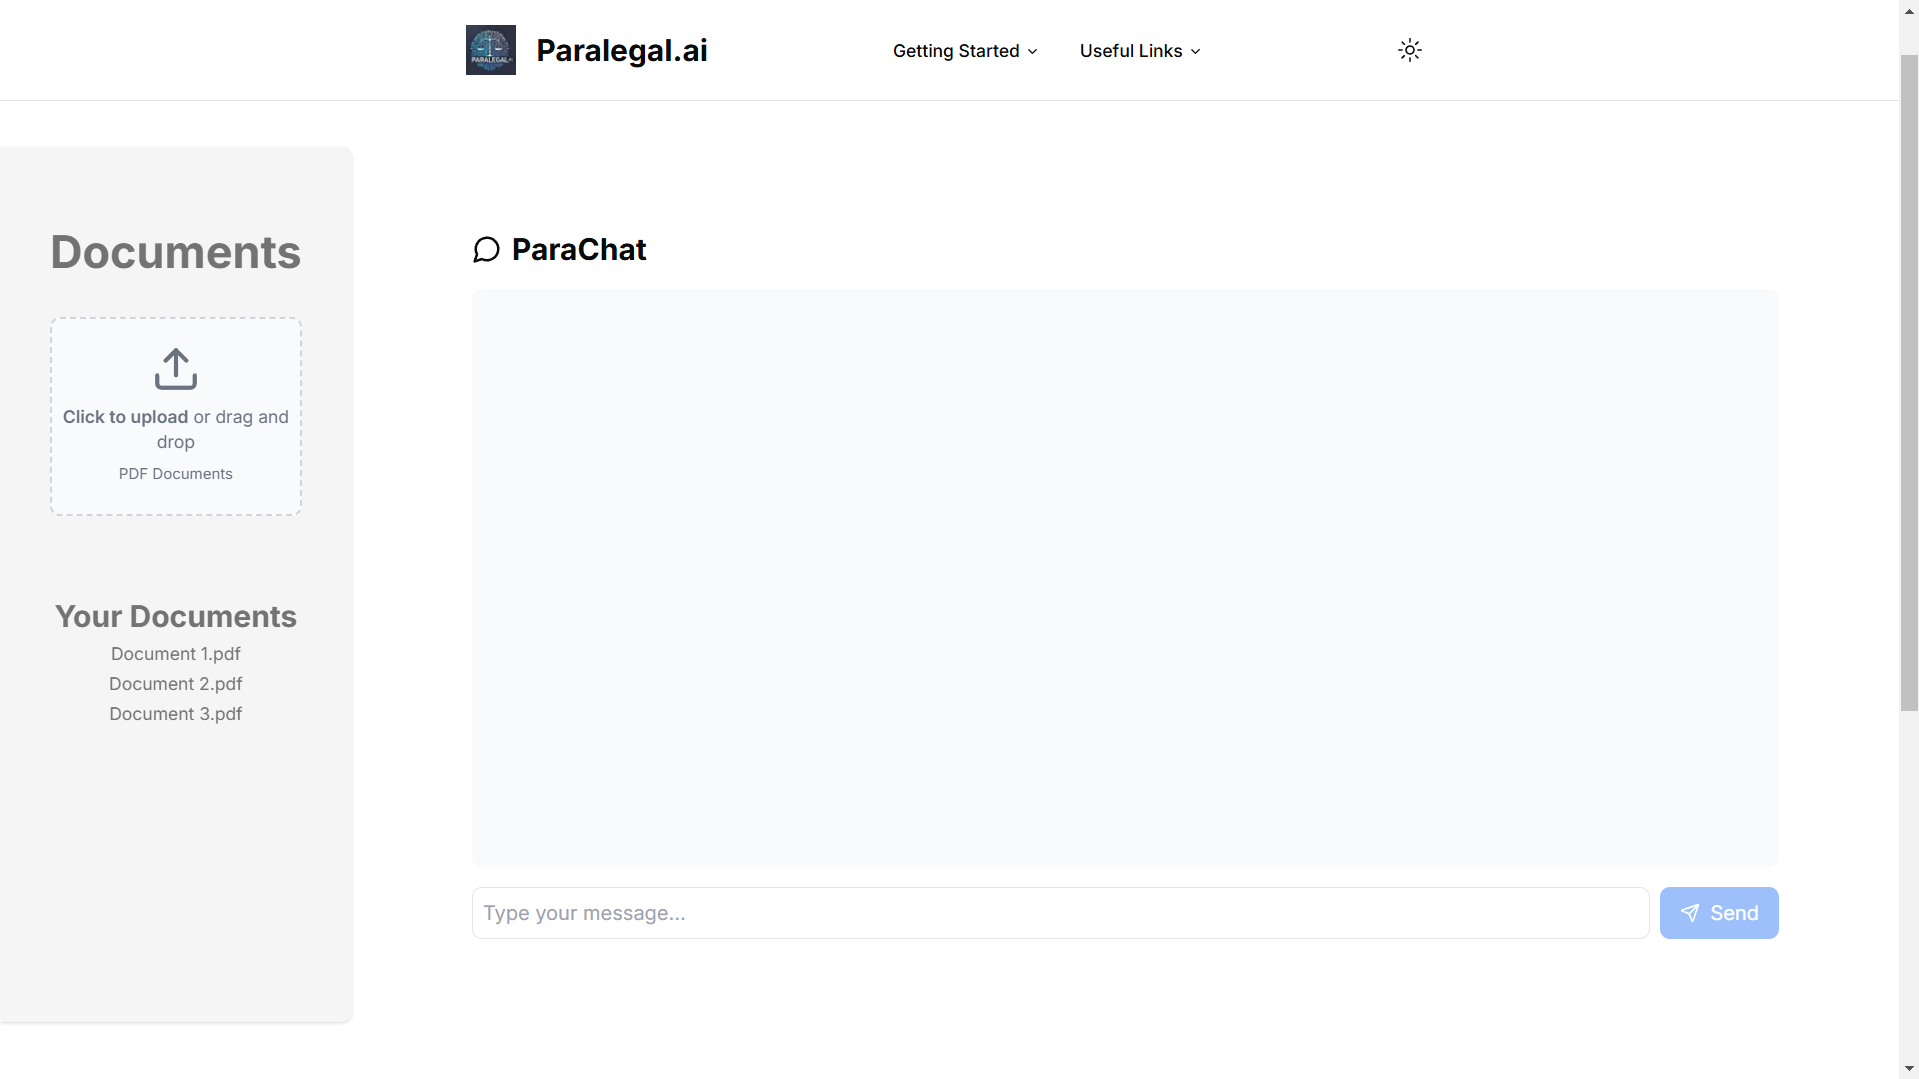 PARALEGAL.ai
Paralegal.ai
Getting Started
Useful Links
Documents
Click to upload or drag and
drop
PDF Documents
Your Documents
Document 1.pdf
Document 2.pdf
Document 3.pdf
ParaChat
Type your message...
Send